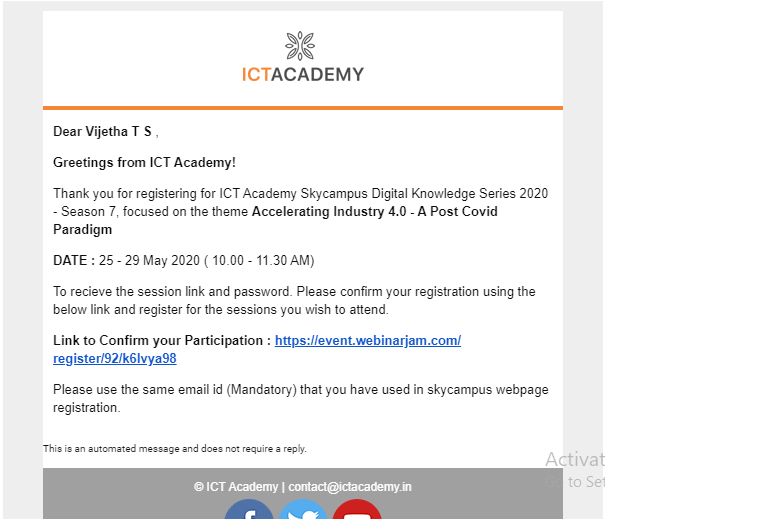 ICTACADEMY
Dear Vijetha T S ,
Greetings from ICT Academy!
Thank you for registering for ICT Academy Skycampus Digital Knowledge Series 2020
- Season 7, focused on the theme Accelerating Industry 4.0 - A Post Covid
Paradigm
DATE : 25 - 29 May 2020 ( 10.00 - 11.30 AM)
To recieve the session link and password. Please confirm your registration using the
below link and register for the sessions you wish to attend.
Link to Confirm your Participation : https://event.webinarjam.com/
register/92/k6lvya98
Please use the same email id (Mandatory) that you have used in skycampus webpage
registration.
This is an automated message and does not require a reply.
Activat
to Set
© ICT Academy | contact@ictacademy.in